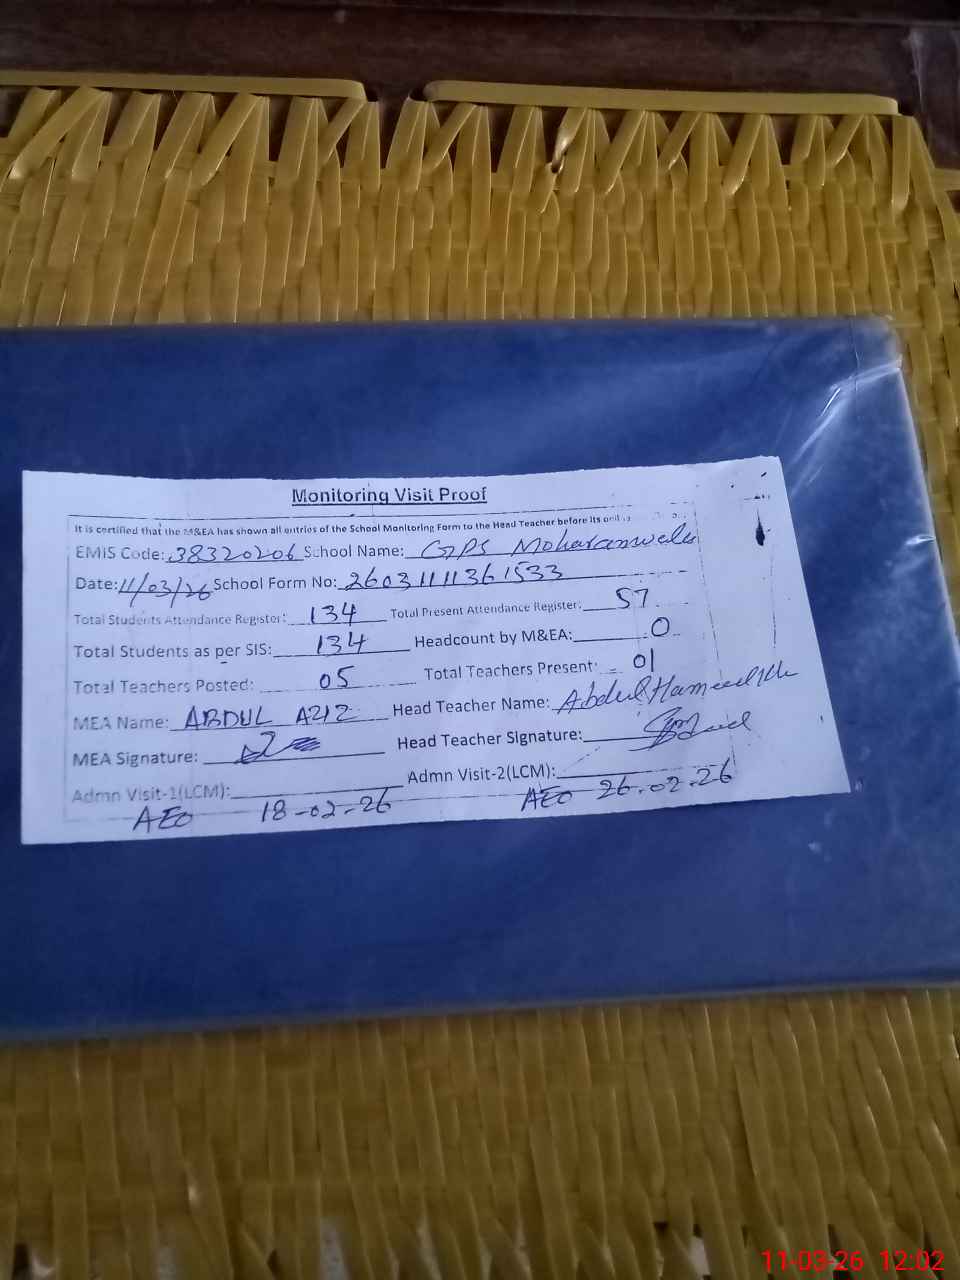 Monitoring Visit Proof
It is certified that the M&EA has shown all entries of the School Monitoring Form to the Head Teacher before its
EMIS Code: 38320206 School Name: GPS Moharamwala
Date: 11/03/26 School Form No: 26031111361533
Total Students Attendance Register: 134 Total Present Attendance Register: 57
Total Students as per SIS: 134 Headcount by M&EA: 0
Total Teachers Posted: 05 Total Teachers Present: 01
MEA Name: ABDUL AZIZ Head Teacher Name: Abdul Hameed Kh
MEA Signature: Head Teacher Signature:
Admn Visit-1(LCM): Admn Visit-2(LCM):
AEO 18-02-26 AEO 26.02.26
11-03-26 12:02